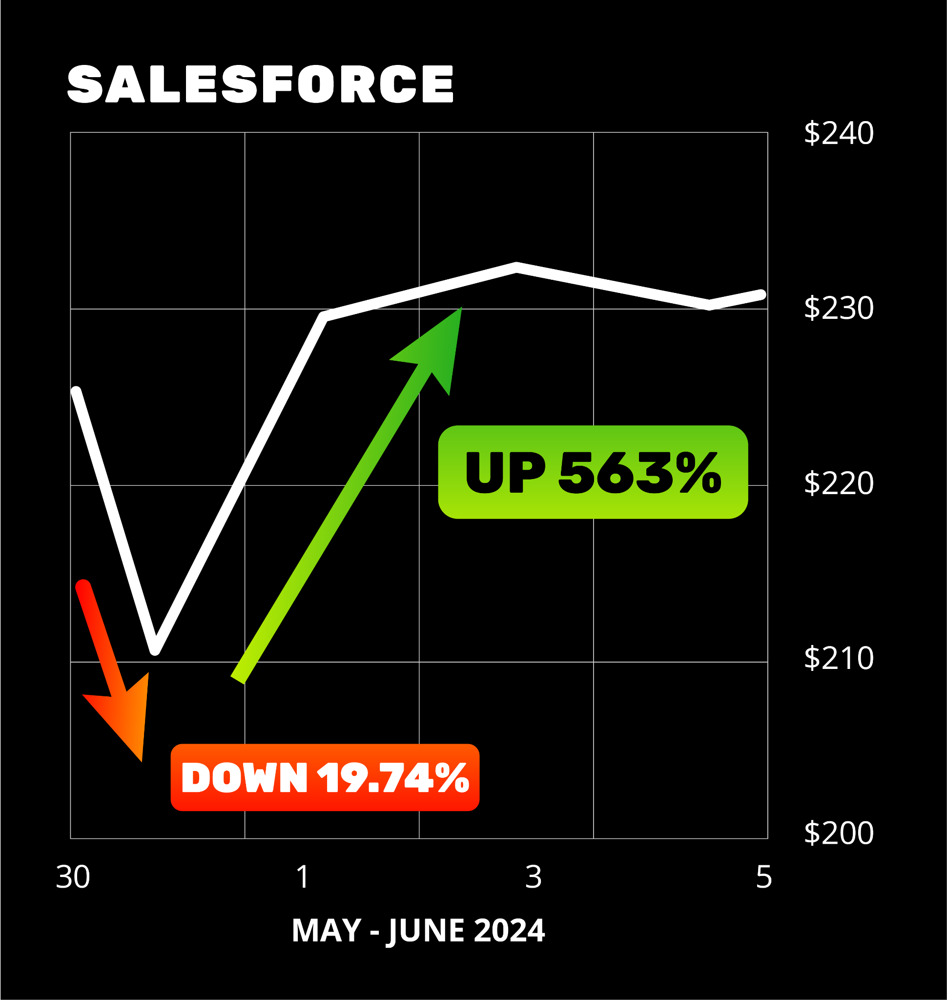 SALESFORCE
$240
$230
UP 563%
$220
$210
DOWN 19.74%
$200
30 1 3 5
MAY - JUNE 2024